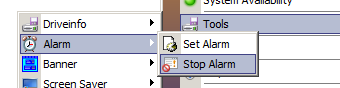 System Availability
Driveinfo
Tools
Alarm
Set Alarm
Banner
Stop Alarm
Screen Saver